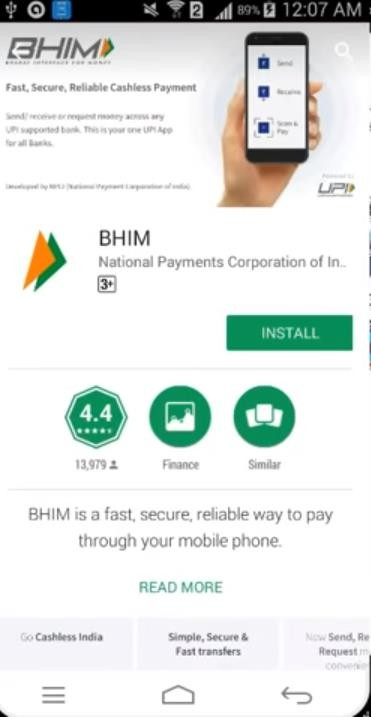 2 89% 12:07 AM
BHIM
BHARAT INTERFACE FOR MONEY
Fast, Secure, Reliable Cashless Payment
Send/ receive or request money across any
UPI supported bank. This is your one UPI App
for all Banks.
Send
Receive
Scan &
Pay
Developed by NPCI (National Payment Corporation of India)
Powered by
UPI
BHIM
National Payments Corporation of In..
3+
INSTALL
4.4
13,979
Finance
Similar
BHIM is a fast, secure, reliable way to pay
through your mobile phone.
READ MORE
Go Cashless India
Simple, Secure &
Fast transfers
Now Send, Re
Request m
convenie